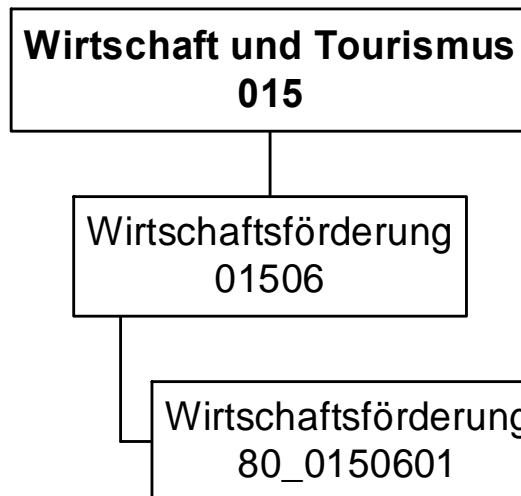 Wirtschaft und Tourismus
015
Wirtschaftsförderung
01506
Wirtschaftsförderung
80_0150601